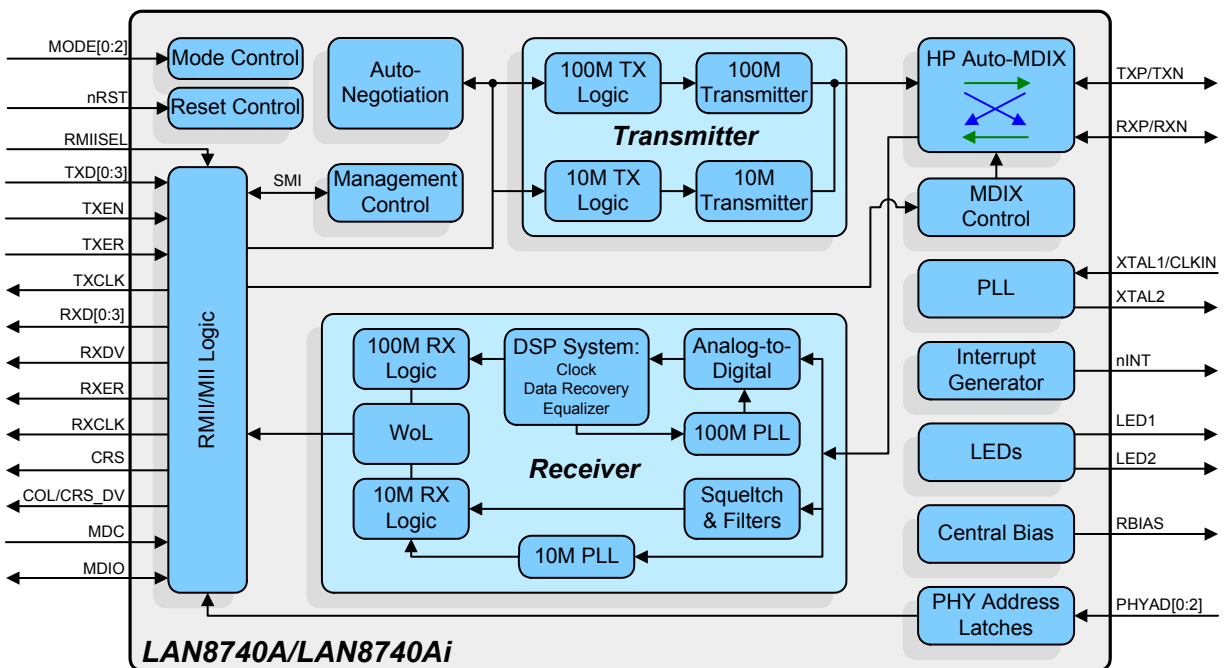 MODE[0:2]
nRST
RMIISEL
TXD[0:3]
TXEN
TXER
TXCLK
RXD[0:3]
RXDV
RXER
RXCLK
CRS
COL/CRS_DV
MDC
MDIO
Mode Control
Reset Control
RMII/MII Logic
SMI
Auto-
Negotiation
Management
Control
100M TX
Logic
100M
Transmitter
Transmitter
10M TX
Logic
10M
Transmitter
100M RX
Logic
DSP System:
Clock
Data Recovery
Equalizer
Analog-to-
Digital
WoL
100M PLL
Receiver
10M RX
Logic
Squeltch
& Filters
10M PLL
HP Auto-MDIX
MDIX
Control
PLL
Interrupt
Generator
LEDs
Central Bias
PHY Address
Latches
TXP/TXN
RXP/RXN
XTAL1/CLKIN
XTAL2
nINT
LED1
LED2
RBIAS
PHYAD[0:2]
LAN8740A/LAN8740Ai